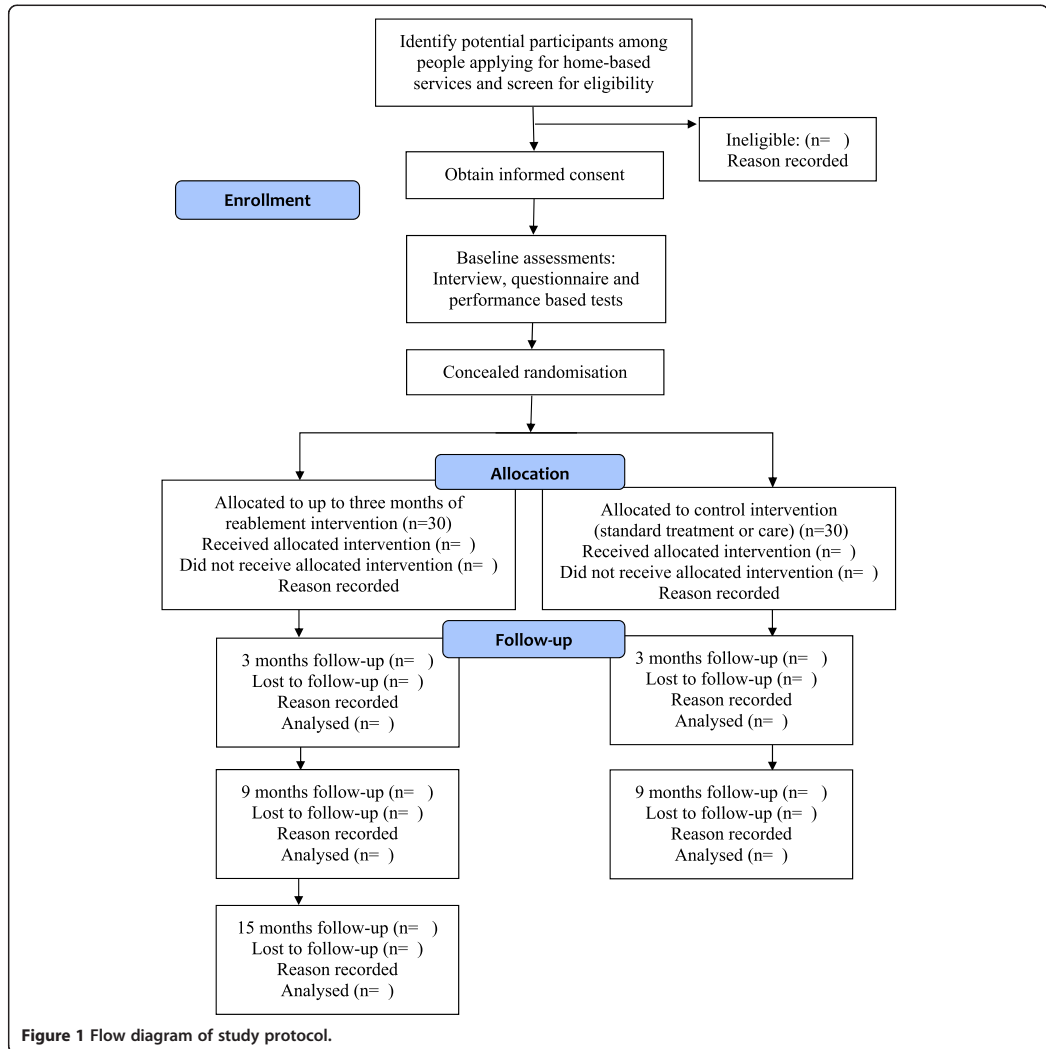 Identify potential participants among
people applying for home-based
services and screen for eligibility
Ineligible: (n=   )
Reason recorded
Obtain informed consent
Enrollment
Baseline assessments:
Interview, questionnaire and
performance based tests
Concealed randomisation
Allocation
Allocated to up to three months of
reablement intervention (n=30)
Received allocated intervention (n=  )
Did not receive allocated intervention (n=  )
Reason recorded
Allocated to control intervention
(standard treatment or care) (n=30)
Received allocated intervention (n=  )
Did not receive allocated intervention (n=  )
Reason recorded
Follow-up
3 months follow-up (n=   )
Lost to follow-up (n=  )
Reason recorded
Analysed (n=  )
3 months follow-up (n=   )
Lost to follow-up (n=  )
Reason recorded
Analysed (n=  )
9 months follow-up (n=   )
Lost to follow-up (n=  )
Reason recorded
Analysed (n=  )
9 months follow-up (n=   )
Lost to follow-up (n=  )
Reason recorded
Analysed (n=  )
15 months follow-up (n=   )
Lost to follow-up (n=  )
Reason recorded
Analysed (n=  )
Figure 1 Flow diagram of study protocol.